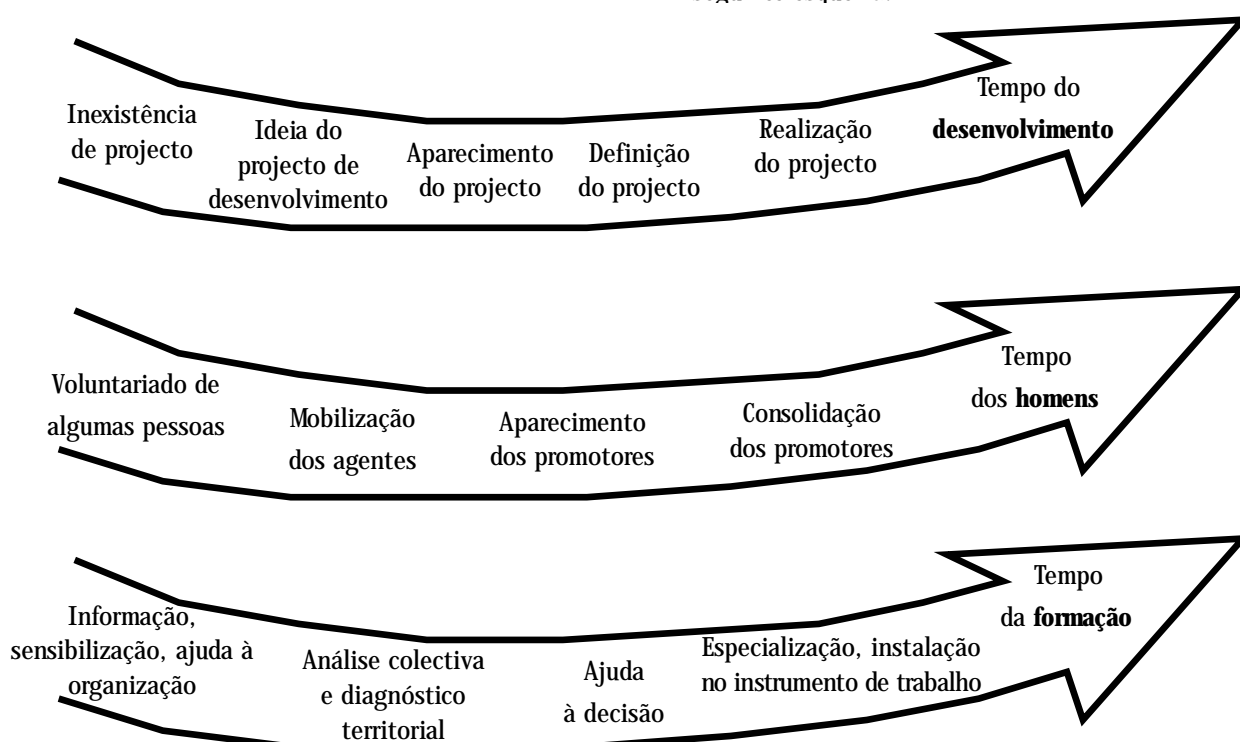 Inexistência
de projecto
Ideia do
projecto de
desenvolvimento
Aparecimento
do projecto
Definição
do projecto
Realização
do projecto
Tempo do
desenvolvimento
Voluntariado de
algumas pessoas
Mobilização
dos agentes
Aparecimento
dos promotores
Consolidação
dos promotores
Tempo
dos homens
Informação,
sensibilização, ajuda à
organização
Análise colectiva
e diagnóstico
territorial
Ajuda
à decisão
Especialização, instalação
no instrumento de trabalho
Tempo
da formação